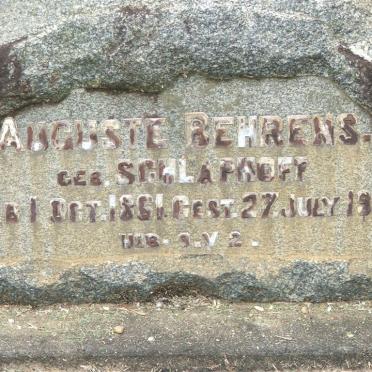 AUGUSTE BEHRENS.
GEB. SCHLAPHOFF
1 OCT. 1861. GEST 27. JULY 19
HEB. 9. V. 2.